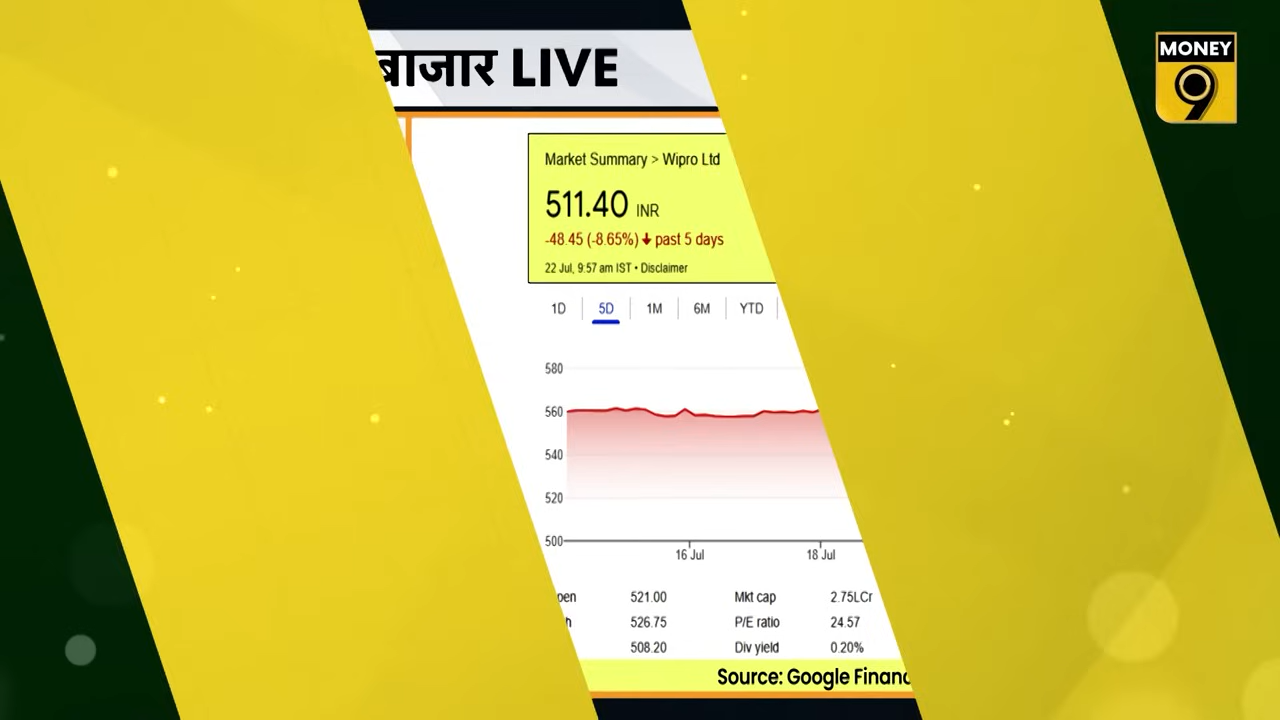 बाजार LIVE
MONEY
9
Market Summary > Wipro Ltd
511.40 INR
-48.45 (-8.65%) ↓ past 5 days
22 Jul, 9:57 am IST • Disclaimer
1D 5D 1M 6M YTD
580
560
540
520
500
16 Jul 18 Jul
521.00 Mkt cap 2.75LCr
526.75 P/E ratio 24.57
508.20 Div yield 0.20%
Source: Google